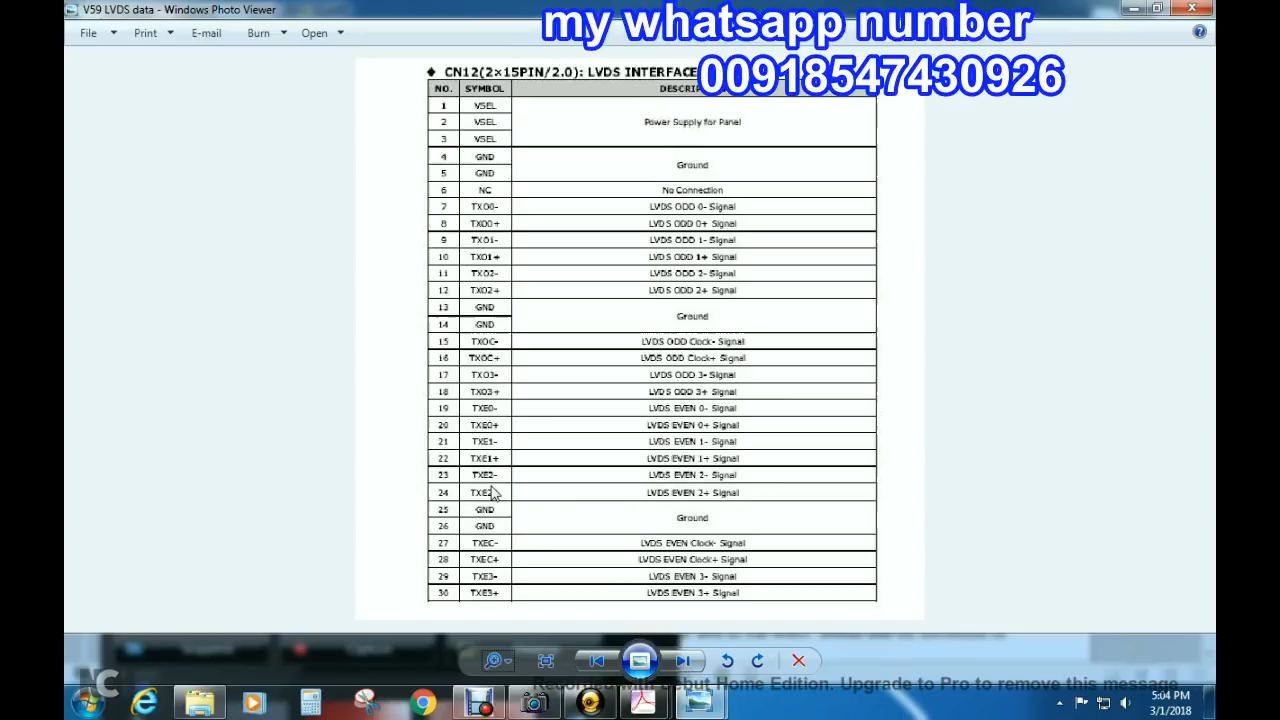 V59 LVDS data - Windows Photo Viewer
my whatsapp number
File Print E-mail Burn Open
00918547430926
♦ CN12(2×15PIN/2.0): LVDS INTERFACE
NO. SYMBOL
1 VSEL
2 VSEL Power Supply for Panel
3 VSEL
4 GND
Ground
5 GND
6 NC No Connection
7 TXO0- LVDS ODD 0- Signal
8 TXO0+ LVDS ODD 0+ Signal
9 TXO1- LVDS ODD 1- Signal
10 TXO1+ LVDS ODD 1+ Signal
11 TXO2- LVDS ODD 2- Signal
12 TXO2+ LVDS ODD 2+ Signal
13 GND
Ground
14 GND
15 TXOC- LVDS ODD Clock- Signal
16 TXOC+ LVDS ODD Clock+ Signal
17 TXO3- LVDS ODD 3- Signal
18 TXO3+ LVDS ODD 3+ Signal
19 TXE0- LVDS EVEN 0- Signal
20 TXE0+ LVDS EVEN 0+ Signal
21 TXE1- LVDS EVEN 1- Signal
22 TXE1+ LVDS EVEN 1+ Signal
23 TXE2- LVDS EVEN 2- Signal
24 TXE2 LVDS EVEN 2+ Signal
25 GND
Ground
26 GND
27 TXEC- LVDS EVEN Clock- Signal
28 TXEC+ LVDS EVEN Clock+ Signal
29 TXE3- LVDS EVEN 3- Signal
30 TXE3+ LVDS EVEN 3+ Signal
Recorded with Debut Home Edition. Upgrade to Pro to remove this message
NC
5:04 PM
3/1/2018